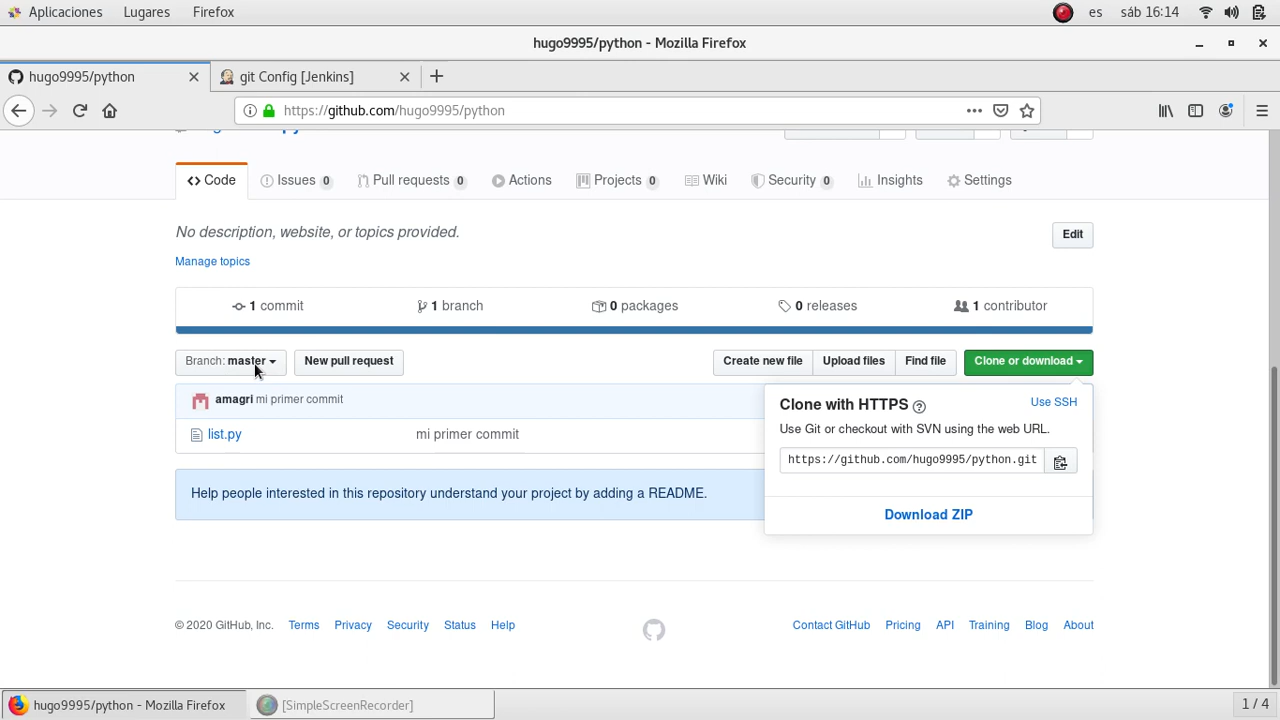 Aplicaciones Lugares Firefox es sáb 16:14
hugo9995/python - Mozilla Firefox
hugo9995/python git Config [Jenkins]
https://github.com/hugo9995/python
Code Issues 0 Pull requests 0 Actions Projects 0 Wiki Security 0 Insights Settings
No description, website, or topics provided. Edit
Manage topics
1 commit 1 branch 0 packages 0 releases 1 contributor
Branch: master New pull request Create new file Upload files Find file Clone or download
amagri mi primer commit
list.py mi primer commit
Clone with HTTPS Use SSH
Use Git or checkout with SVN using the web URL.
https://github.com/hugo9995/python.git
Download ZIP
Help people interested in this repository understand your project by adding a README.
© 2020 GitHub, Inc. Terms Privacy Security Status Help Contact GitHub Pricing API Training Blog About
hugo9995/python - Mozilla Firefox [SimpleScreenRecorder] 1 / 4